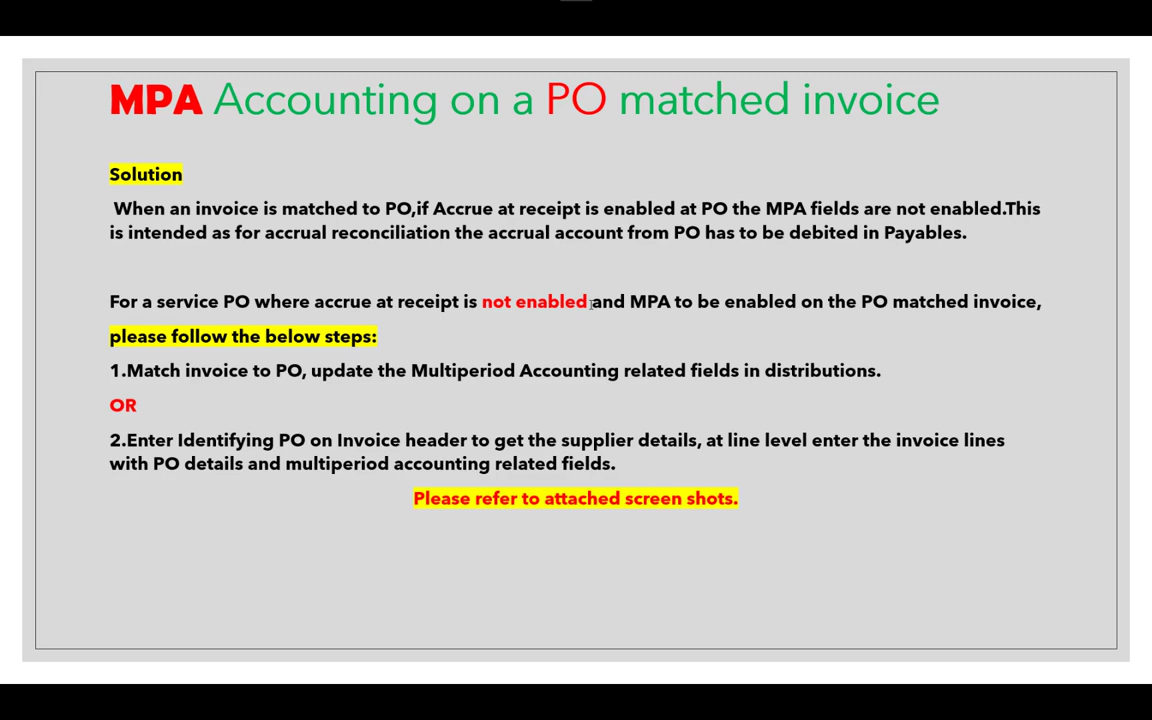 MPA Accounting on a PO matched invoice
Solution
When an invoice is matched to PO,if Accrue at receipt is enabled at PO the MPA fields are not enabled.This
is intended as for accrual reconciliation the accrual account from PO has to be debited in Payables.
For a service PO where accrue at receipt is not enabled and MPA to be enabled on the PO matched invoice,
please follow the below steps:
1.Match invoice to PO, update the Multiperiod Accounting related fields in distributions.
OR
2.Enter Identifying PO on Invoice header to get the supplier details, at line level enter the invoice lines
with PO details and multiperiod accounting related fields.
Please refer to attached screen shots.